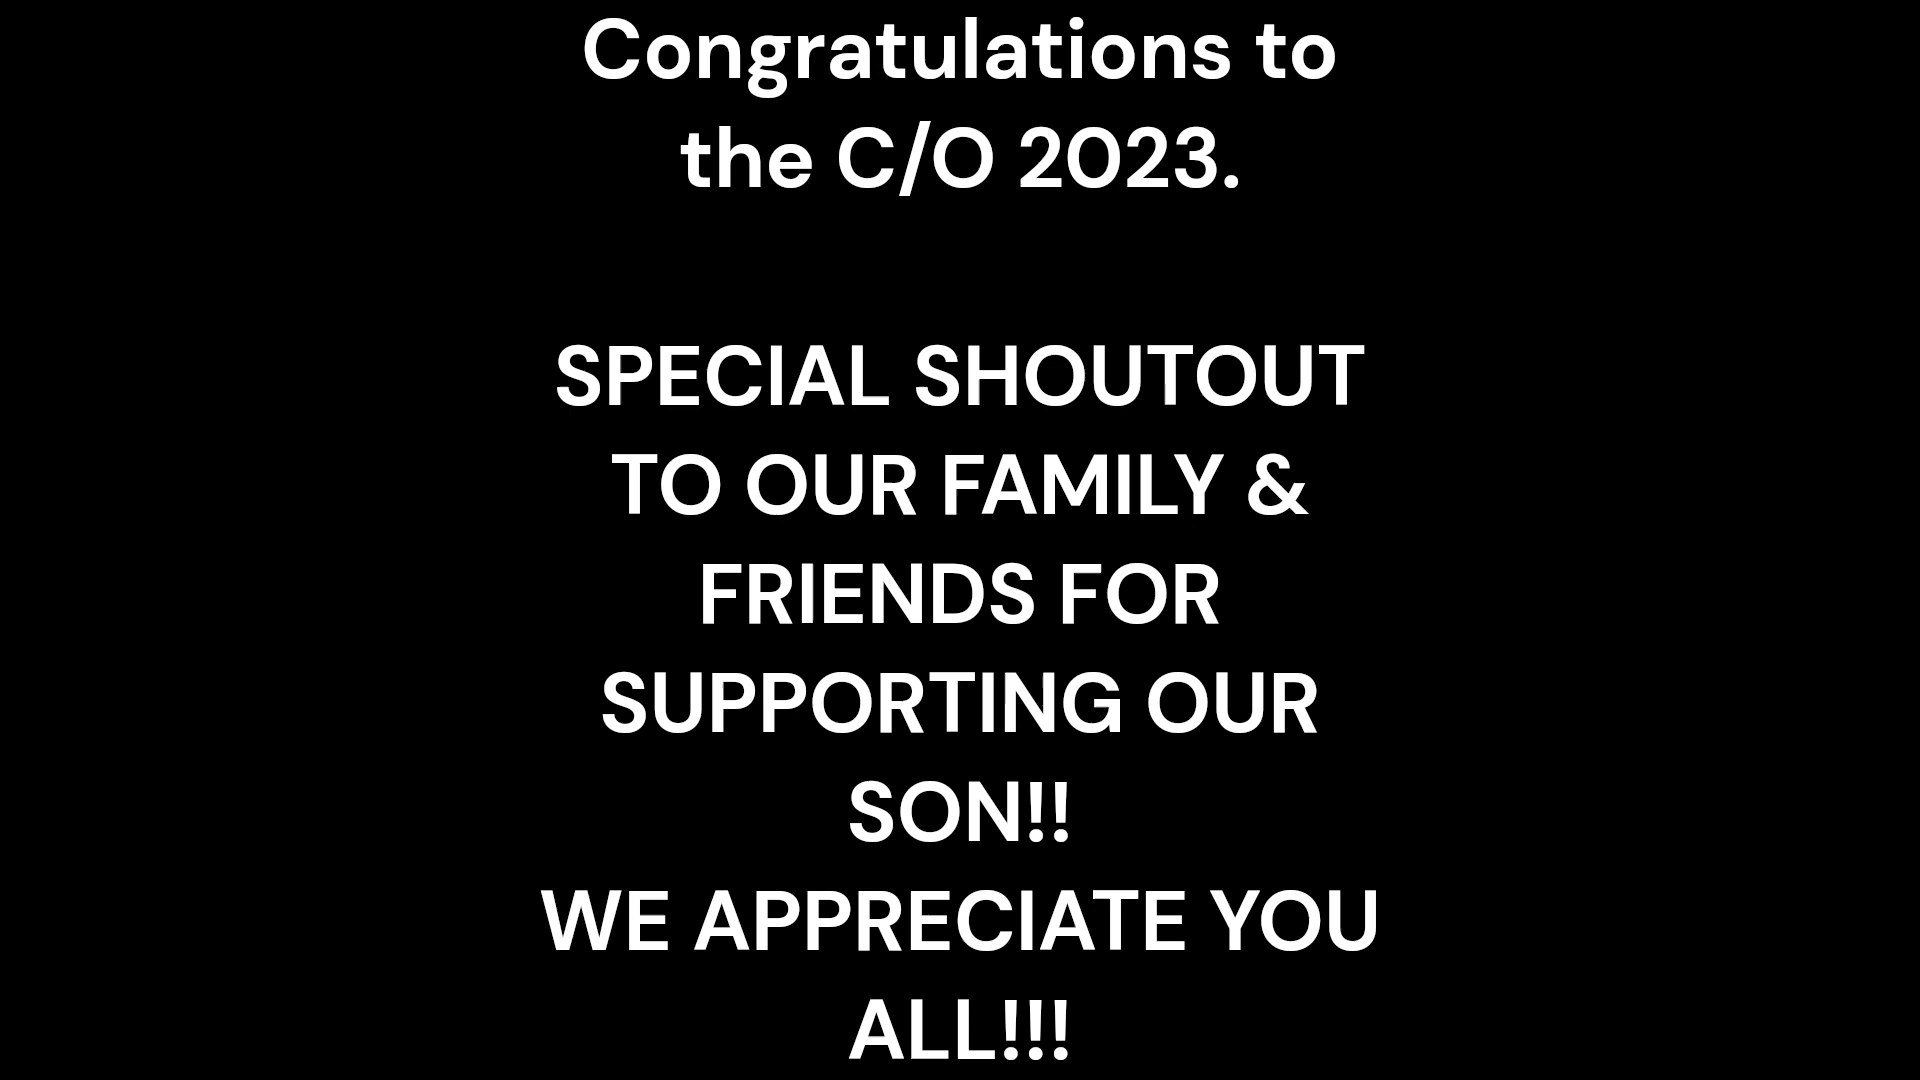 Congratulations to
the C/O 2023.
SPECIAL SHOUTOUT
TO OUR FAMILY &
FRIENDS FOR
SUPPORTING OUR
SON!!
WE APPRECIATE YOU
ALL!!!